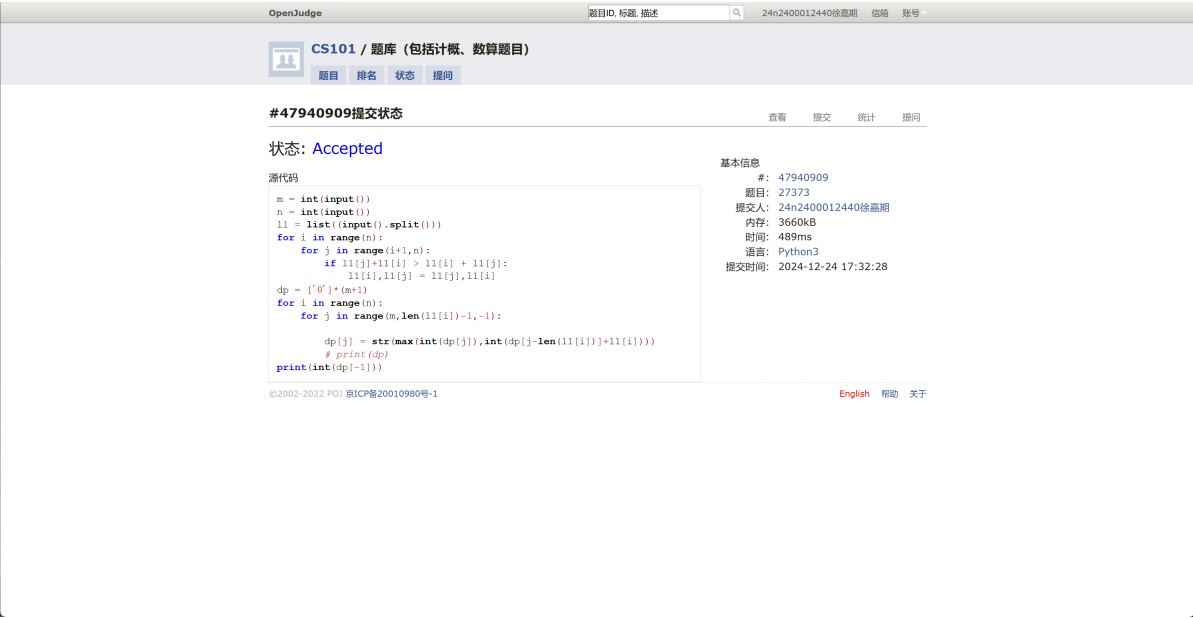 OpenJudge
题目ID, 标题, 描述
24n2400012440徐嘉期 信箱 账号
CS101 / 题库（包括计概、数算题目）
题目 排名 状态 提问
#47940909提交状态
查看 提交 统计 提问
状态: Accepted
源代码
m = int(input())
n = int(input())
l1 = list((input().split()))
for i in range(n):
    for j in range(i+1,n):
        if l1[j]+l1[i] > l1[i] + l1[j]:
            l1[i],l1[j] = l1[j],l1[i]
dp = ['0']*(m+1)
for i in range(n):
    for j in range(m,len(l1[i])-1,-1):
        dp[j] = str(max(int(dp[j]),int(dp[j-len(l1[i])]+l1[i])))
        # print(dp)
print(int(dp[-1]))
基本信息
#: 47940909
题目: 27373
提交人: 24n2400012440徐嘉期
内存: 3660kB
时间: 489ms
语言: Python3
提交时间: 2024-12-24 17:32:28
©2002-2022 POJ 京ICP备20010980号-1
English 帮助 关于